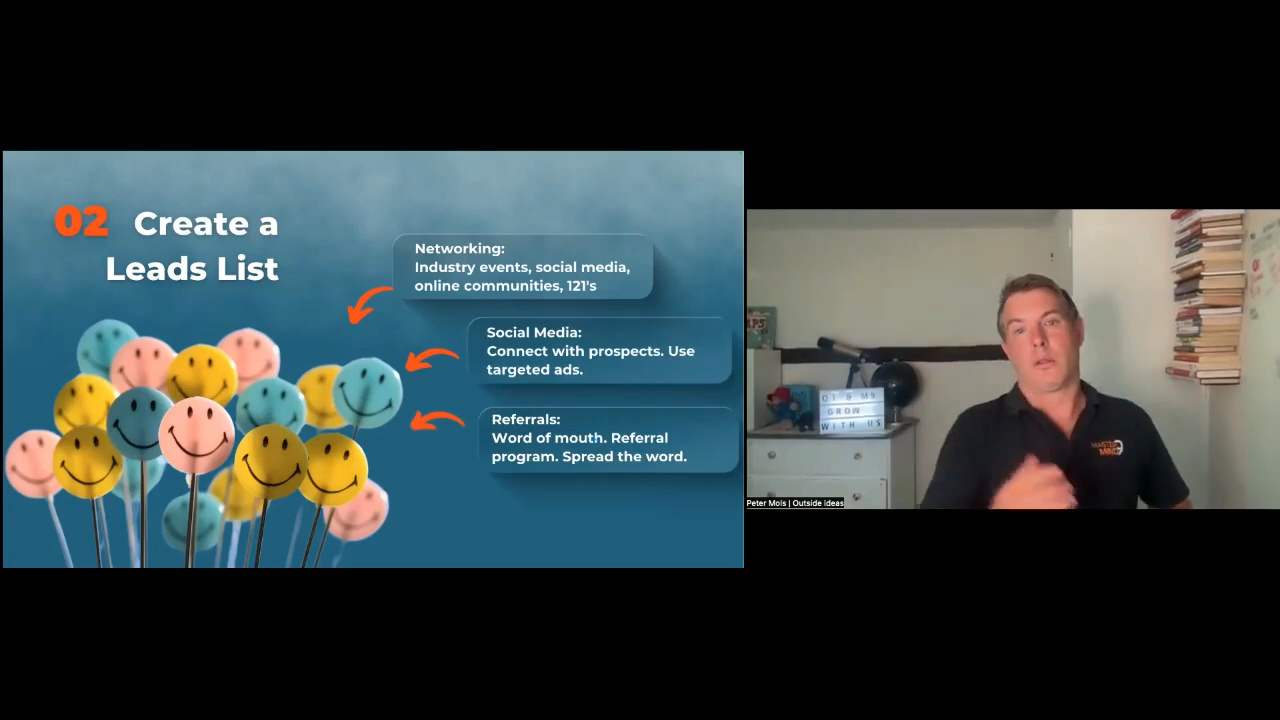 02 Create a
Leads List
Networking:
Industry events, social media,
online communities, 121's
Social Media:
Connect with prospects. Use
targeted ads.
Referrals:
Word of mouth. Referral
program. Spread the word.
GROW
WITH US
Peter Mols | Outside ideas